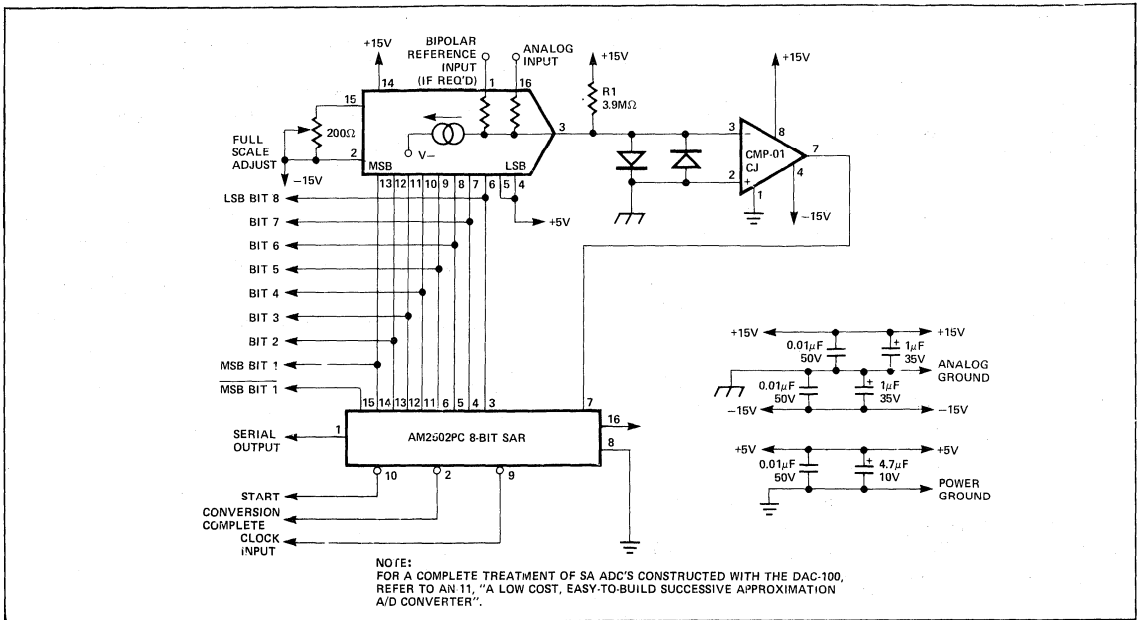 +15V
BIPOLAR
REFERENCE
INPUT
(IF REQ'D)
ANALOG
INPUT
+15V
+15V
14
1
16
R1
3.9MΩ
15
200Ω
FULL
SCALE
ADJUST
2
-15V
V-
MSB
LSB
3
3
8
CMP-01
CJ
7
2
4
1
-15V
13 12 11 10 9 8 7 6 5 4
+5V
LSB BIT 8
BIT 7
BIT 6
BIT 5
BIT 4
BIT 3
BIT 2
MSB BIT 1
MSB BIT 1
15 14 13 12 11 6 5 4 3
7
16
8
SERIAL
OUTPUT
1
AM2502PC 8-BIT SAR
10
2
9
START
CONVERSION
COMPLETE
CLOCK
INPUT
+15V
+15V
0.01μF
50V
+
1μF
35V
ANALOG
GROUND
0.01μF
50V
+
1μF
35V
-15V
-15V
+5V
+5V
0.01μF
50V
+
4.7μF
10V
POWER
GROUND
NOTE:
FOR A COMPLETE TREATMENT OF SA ADC'S CONSTRUCTED WITH THE DAC-100,
REFER TO AN 11, "A LOW COST, EASY-TO-BUILD SUCCESSIVE APPROXIMATION
A/D CONVERTER".